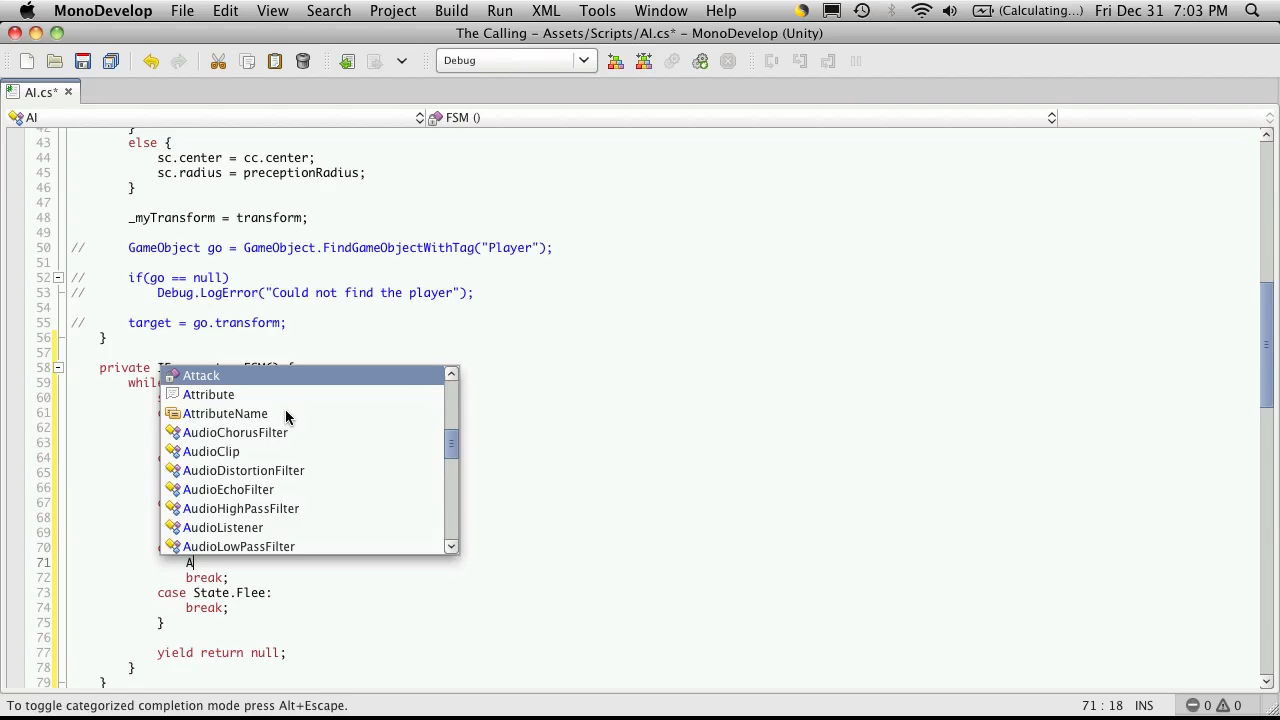 MonoDevelop File Edit View Search Project Build Run XML Tools Window Help (Calculating...) Fri Dec 31 7:03 PM
The Calling - Assets/Scripts/AI.cs* - MonoDevelop (Unity)
Debug
AI.cs*
AI FSM ()
42 }
43 else {
44 sc.center = cc.center;
45 sc.radius = preceptionRadius;
46 }
47
48 _myTransform = transform;
49
50 // GameObject go = GameObject.FindGameObjectWithTag("Player");
51
52 // if(go == null)
53 // Debug.LogError("Could not find the player");
54
55 // target = go.transform;
56 }
57
58 private
59 while
60
61
62
63
64
65
66
67
68
69
70
Attack
Attribute
AttributeName
AudioChorusFilter
AudioClip
AudioDistortionFilter
AudioEchoFilter
AudioHighPassFilter
AudioListener
AudioLowPassFilter
71 A
72 break;
73 case State.Flee:
74 break;
75 }
76
77 yield return null;
78 }
79 }
To toggle categorized completion mode press Alt+Escape. 71 : 18 INS 0 0